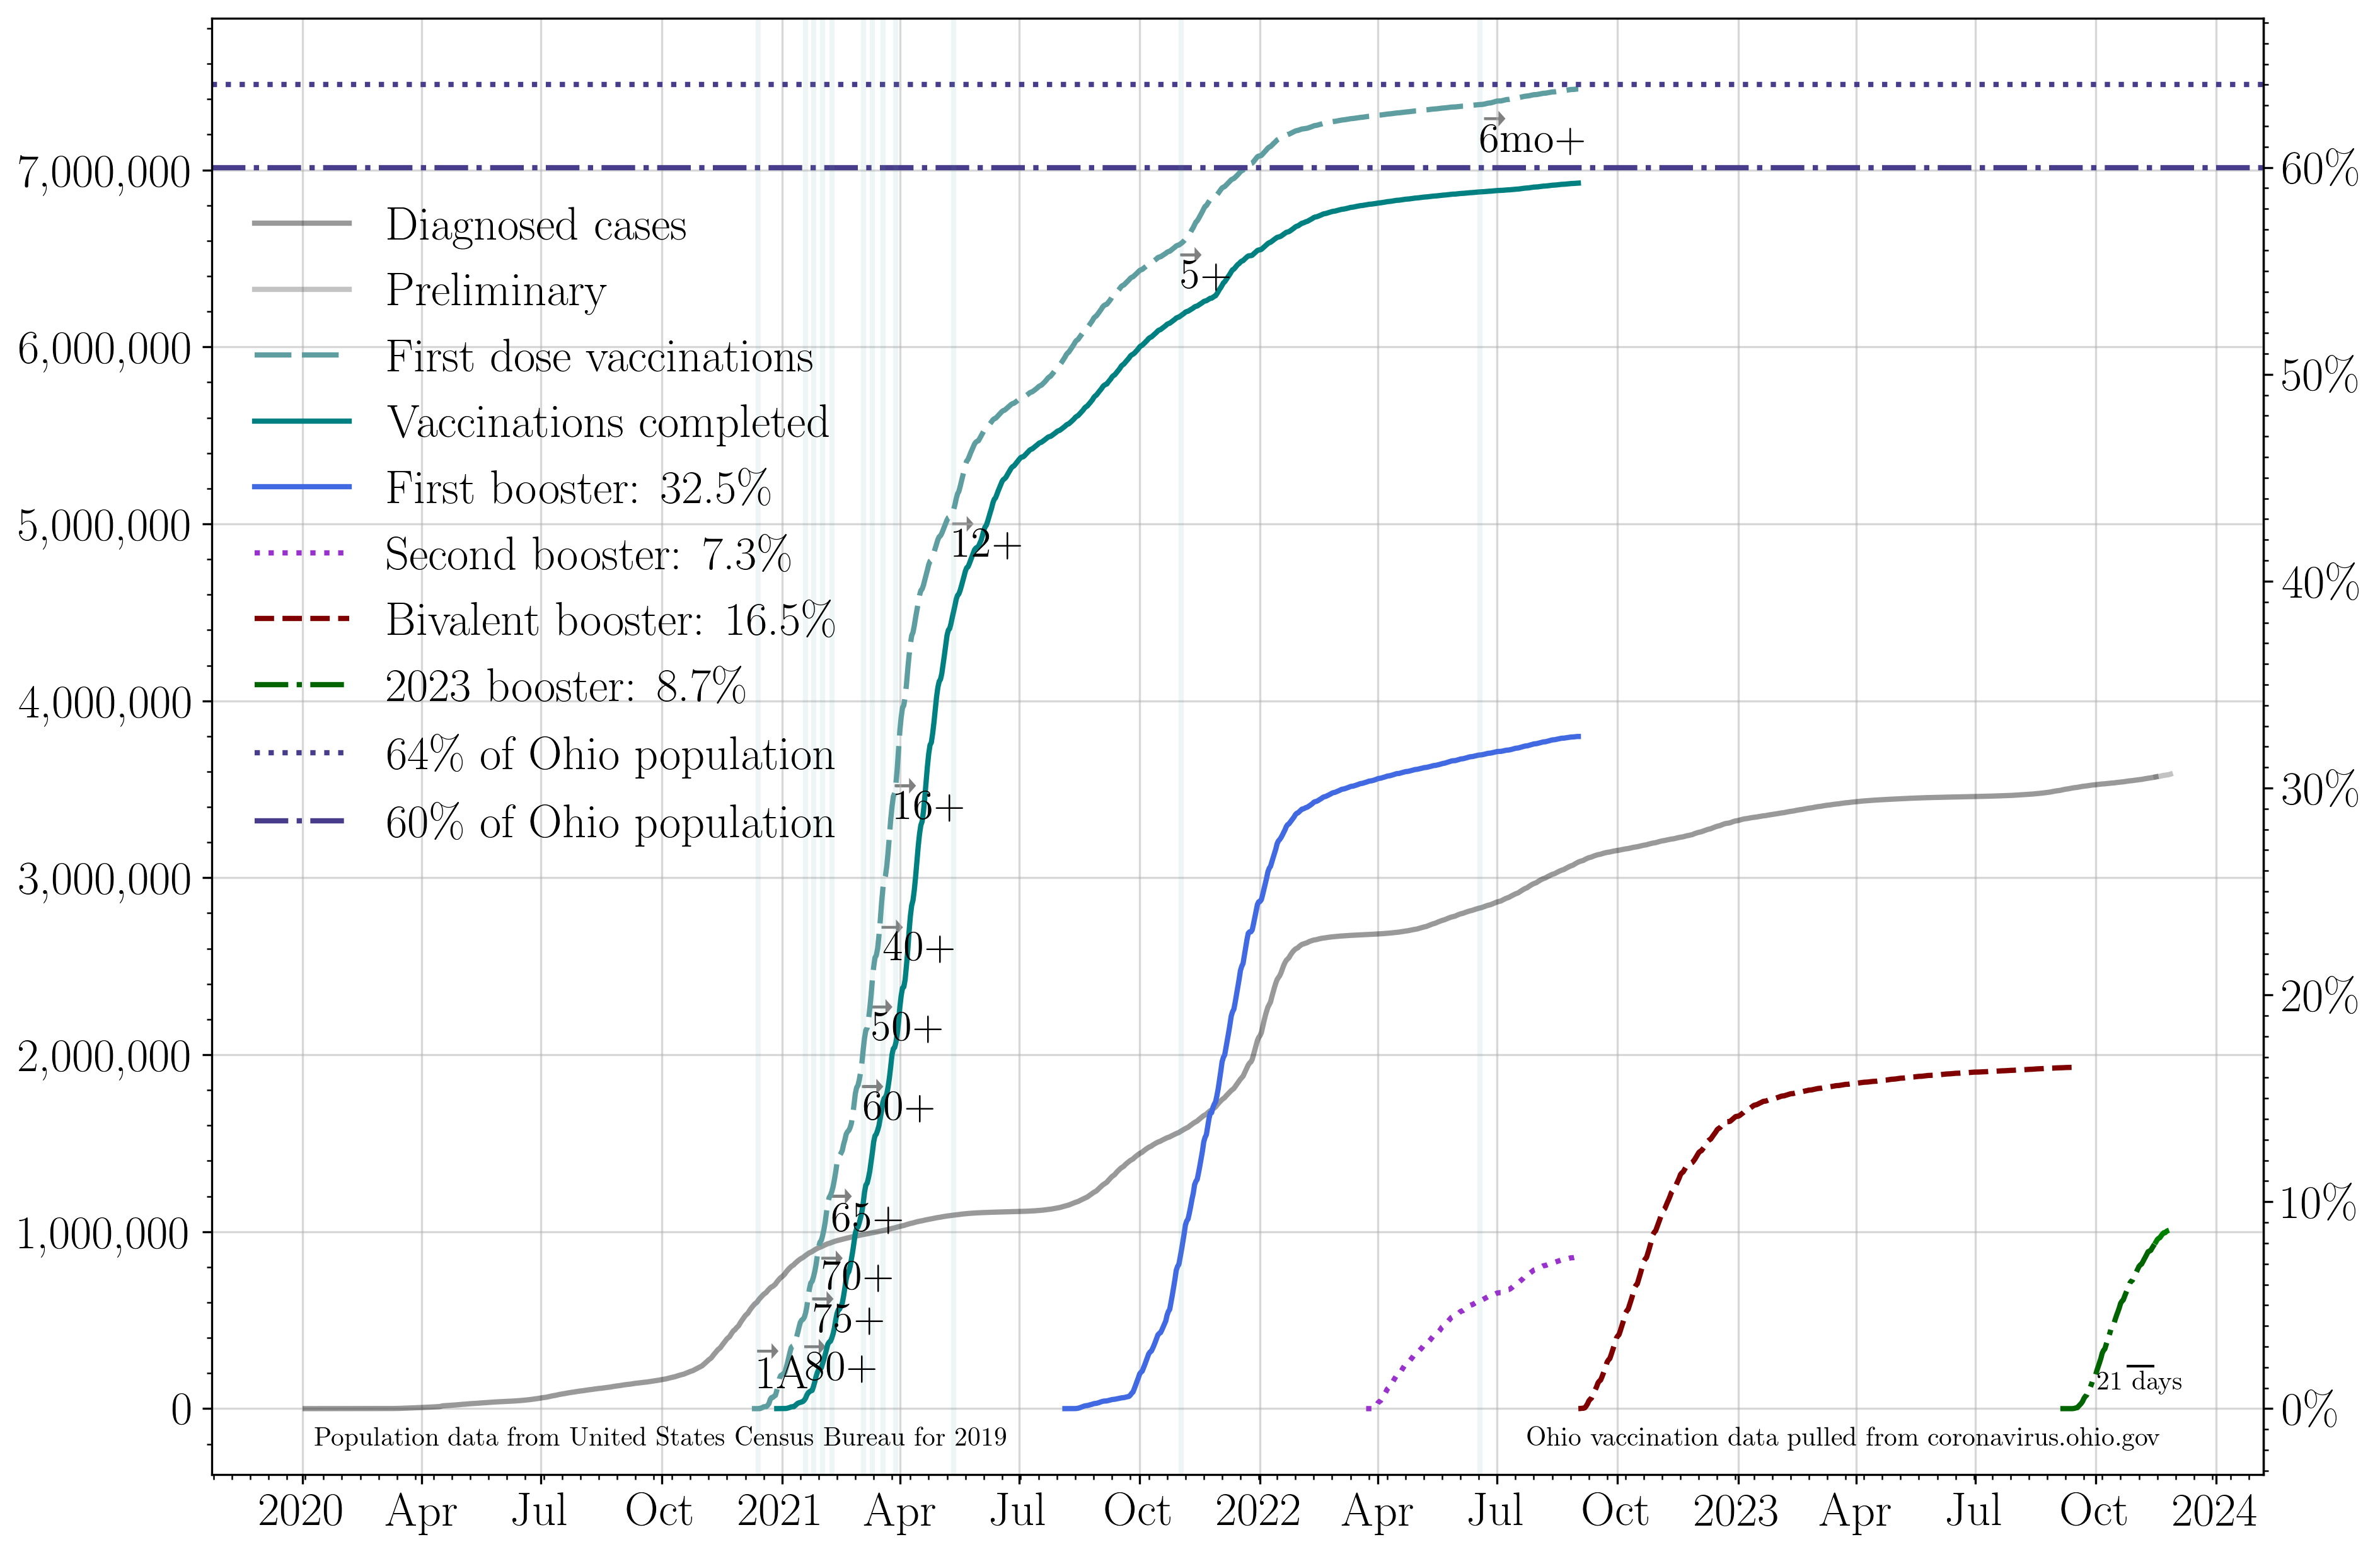 7,000,000
6,000,000
5,000,000
4,000,000
3,000,000
2,000,000
1,000,000
0
Diagnosed cases
Preliminary
First dose vaccinations
Vaccinations completed
First booster: 32.5%
Second booster: 7.3%
Bivalent booster: 16.5%
2023 booster: 8.7%
64% of Ohio population
60% of Ohio population
6mo+
5+
12+
16+
40+
50+
60+
65+
70+
75+
80+
1A
21 days
60%
50%
40%
30%
20%
10%
0%
Population data from United States Census Bureau for 2019
Ohio vaccination data pulled from coronavirus.ohio.gov
2020 Apr Jul Oct 2021 Apr Jul Oct 2022 Apr Jul Oct 2023 Apr Jul Oct 2024